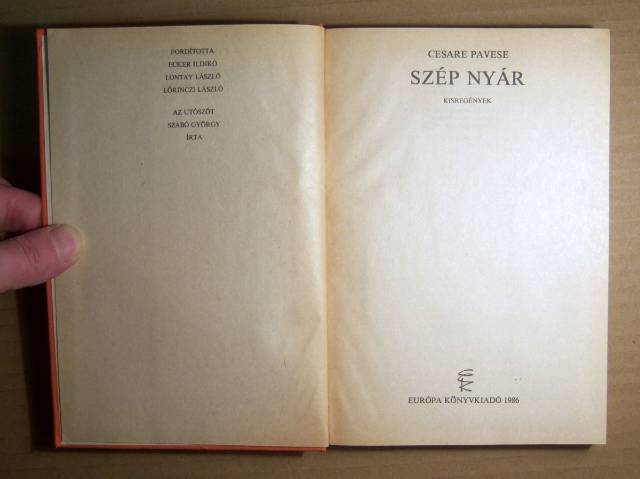 FORDÍTOTTA
ECKER ILDIKÓ
LONTAY LÁSZLÓ
LŐRINCZI LÁSZLÓ
AZ UTÓSZÓT
SZABÓ GYÖRGY
ÍRTA
CESARE PAVESE
SZÉP NYÁR
KISREGÉNYEK
EURÓPA KÖNYVKIADÓ 1986